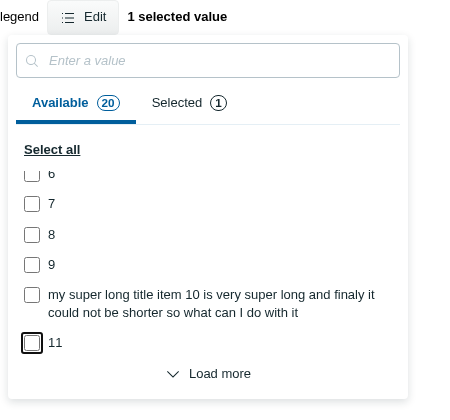 legend Edit 1 selected value
Enter a value
Available 20 Selected 1
Select all
6
7
8
9
my super long title item 10 is very super long and finaly it
could not be shorter so what can I do with it
11
Load more